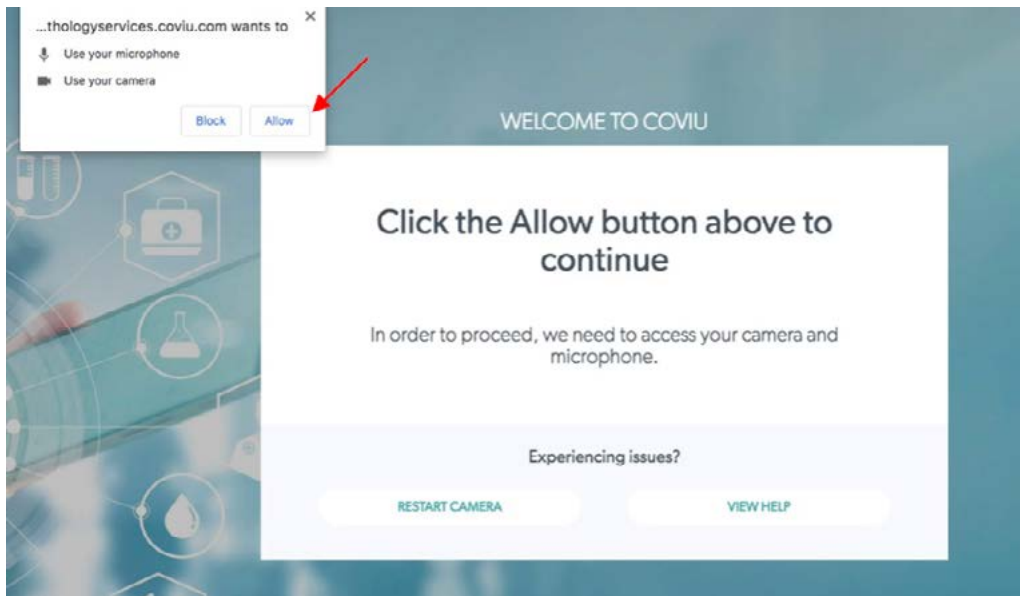 ...thologyservices.coviu.com wants to
Use your microphone
Use your camera
Block
Allow
WELCOME TO COVIU
Click the Allow button above to
continue
In order to proceed, we need to access your camera and
microphone.
Experiencing issues?
RESTART CAMERA
VIEW HELP